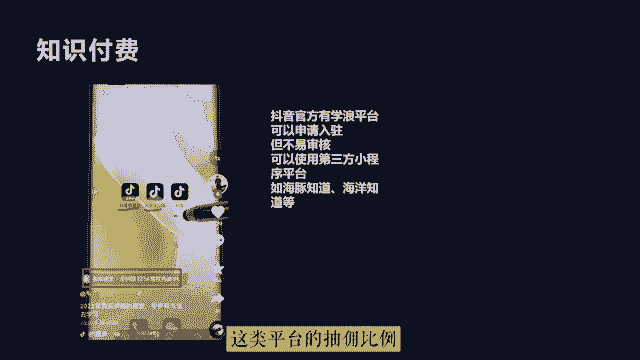 知识付费
抖音官方有学浪平台
可以申请入驻
但不易审核
可以使用第三方小程
序平台
如海豚知道、海洋知
道等
这类平台的抽佣比例